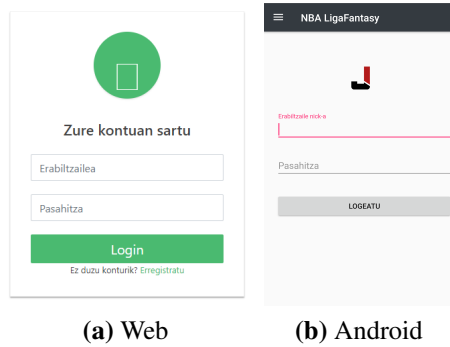 Zure kontuan sartu
Erabiltzailea
Pasahitza
Login
Ez duzu konturik? Erregistratu
(a) Web
NBA LigaFantasy
Erabiltzaile nick-a
Pasahitza
LOGEATU
(b) Android